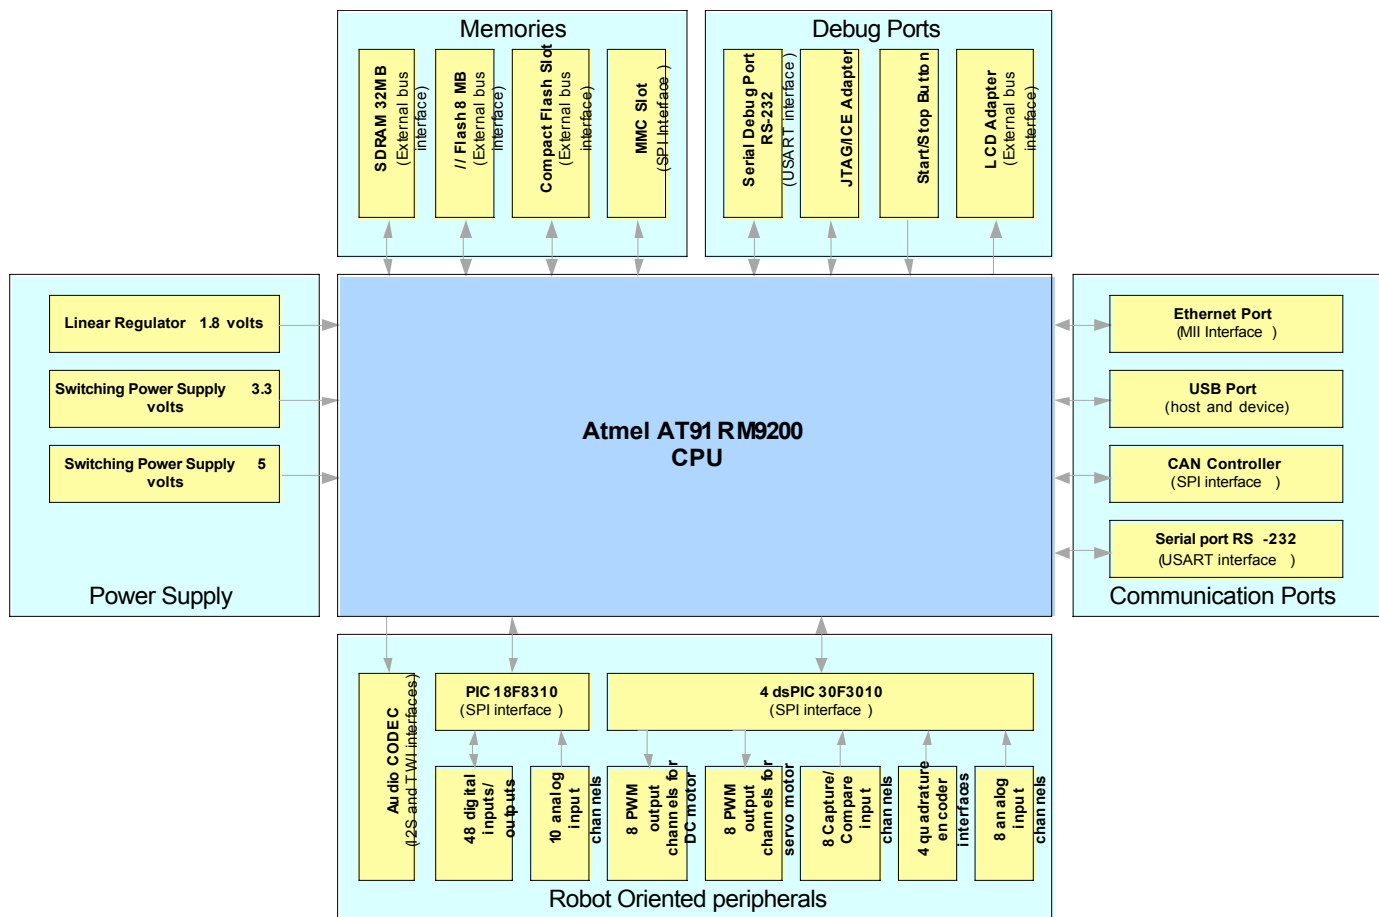 Memories
SDRAM 32MB
(External bus
interface)
// Flash 8 MB
(External bus
interface)
Compact Flash Slot
(External bus
interface)
MMC Slot
(SPI Interface )
Debug Ports
Serial Debug Port
RS-232
(USART interface )
JTAG/ICE Adapter
Start/Stop Button
LCD Adapter
(External bus
interface)
Linear Regulator 1.8 volts
Switching Power Supply 3.3
volts
Switching Power Supply 5
volts
Power Supply
Atmel AT91RM9200
CPU
Ethernet Port
(MII Interface )
USB Port
(host and device)
CAN Controller
(SPI interface )
Serial port RS -232
(USART interface )
Communication Ports
Audio CODEC
(I2S and TWI interfaces )
PIC 18F8310
(SPI interface )
4 dsPIC 30F3010
(SPI interface )
48 digital
inputs/
outputs
10 analog
input
channels
8 PWM
output
channels for
DC motor
8 PWM
output
channels for
servo motor
8 Capture/
Compare
input
channels
4 quadrature
encoder
interfaces
8 analog
input
channels
Robot Oriented peripherals